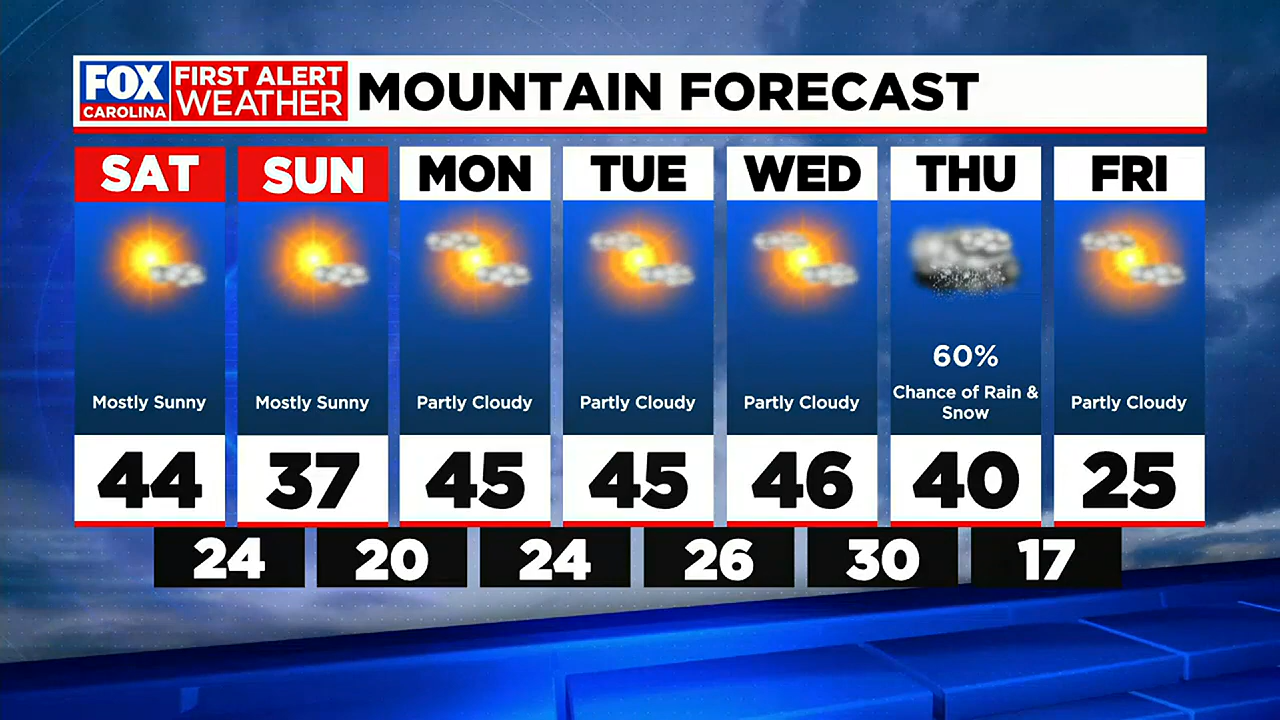 FOX
CAROLINA
FIRST ALERT
WEATHER
MOUNTAIN FORECAST
SAT
Mostly Sunny
44
SUN
Mostly Sunny
37
MON
Partly Cloudy
45
TUE
Partly Cloudy
45
WED
Partly Cloudy
46
THU
60%
Chance of Rain &
Snow
40
FRI
Partly Cloudy
25
24
20
24
26
30
17